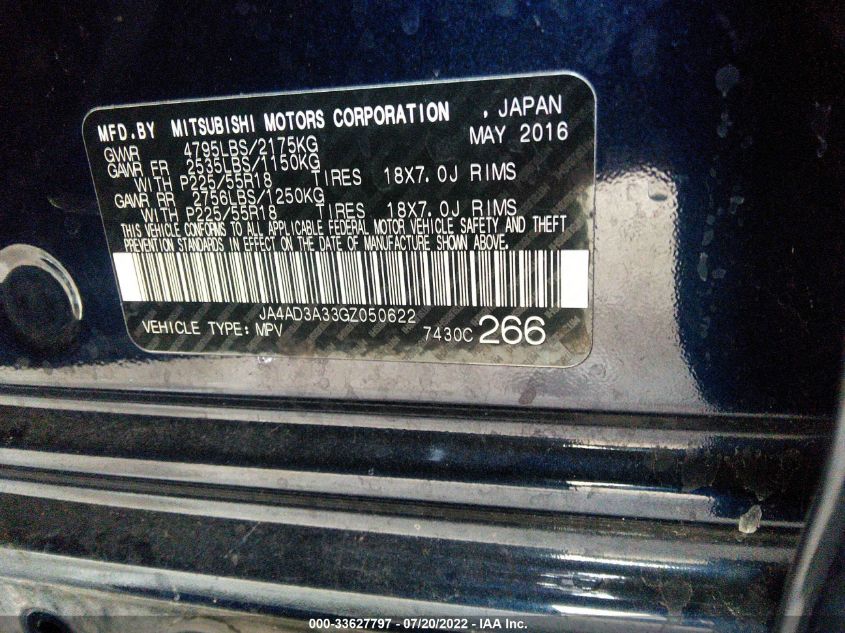 MFD.BY MITSUBISHI MOTORS CORPORATION , JAPAN
GVWR 4795LBS/2175KG MAY 2016
GAWR FR 2535LBS/1150KG
WITH P225/55R18 TIRES 18X7.0J RIMS
GAWR RR 2756LBS/1250KG
WITH P225/55R18 TIRES 18X7.0J RIMS
THIS VEHICLE CONFORMS TO ALL APPLICABLE FEDERAL MOTOR VEHICLE SAFETY AND THEFT
PREVENTION STANDARDS IN EFFECT ON THE DATE OF MANUFACTURE SHOWN ABOVE.
JA4AD3A33GZ050622
VEHICLE TYPE: MPV 7430C 266
000-33627797 - 07/20/2022 - IAA Inc.